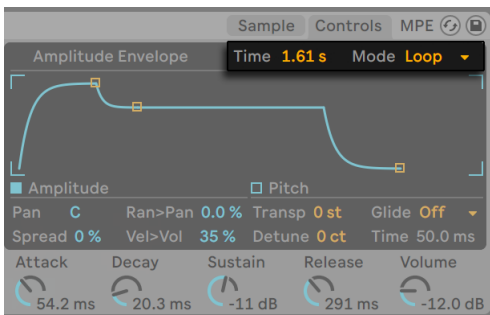 Sample Controls MPE
Amplitude Envelope Time 1.61 s Mode Loop
Amplitude Pitch
Pan C Ran>Pan 0.0 % Transp 0 st Glide Off
Spread 0 % Vel>Vol 35 % Detune 0 ct Time 50.0 ms
Attack Decay Sustain Release Volume
54.2 ms 20.3 ms -11 dB 291 ms -12.0 dB